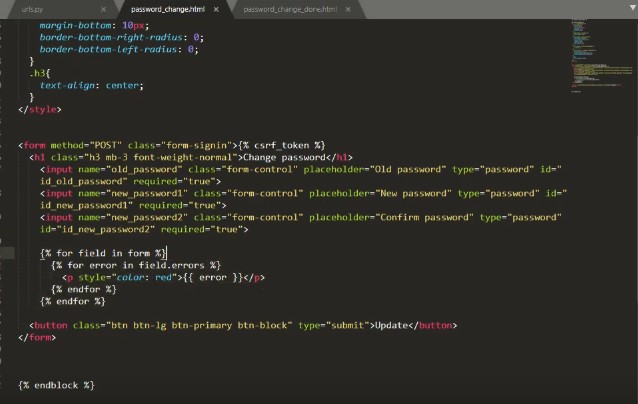 urls.py × password_change.html × password_change_done.html ×
margin-bottom: 10px;
border-bottom-right-radius: 0;
border-bottom-left-radius: 0;
}
.h3{
text-align: center;
}
</style>
<form method="POST" class="form-signin">{% csrf_token %}
<h1 class="h3 mb-3 font-weight-normal">Change password</h1>
<input name="old_password" class="form-control" placeholder="Old password" type="password" id="
id_old_password" required="true">
<input name="new_password1" class="form-control" placeholder="New password" type="password" id="
id_new_password1" required="true">
<input name="new_password2" class="form-control" placeholder="Confirm password" type="password"
id="id_new_password2" required="true">
{% for field in form %}
{% for error in field.errors %}
<p style="color: red">{{ error }}</p>
{% endfor %}
{% endfor %}
<button class="btn btn-lg btn-primary btn-block" type="submit">Update</button>
</form>
{% endblock %}